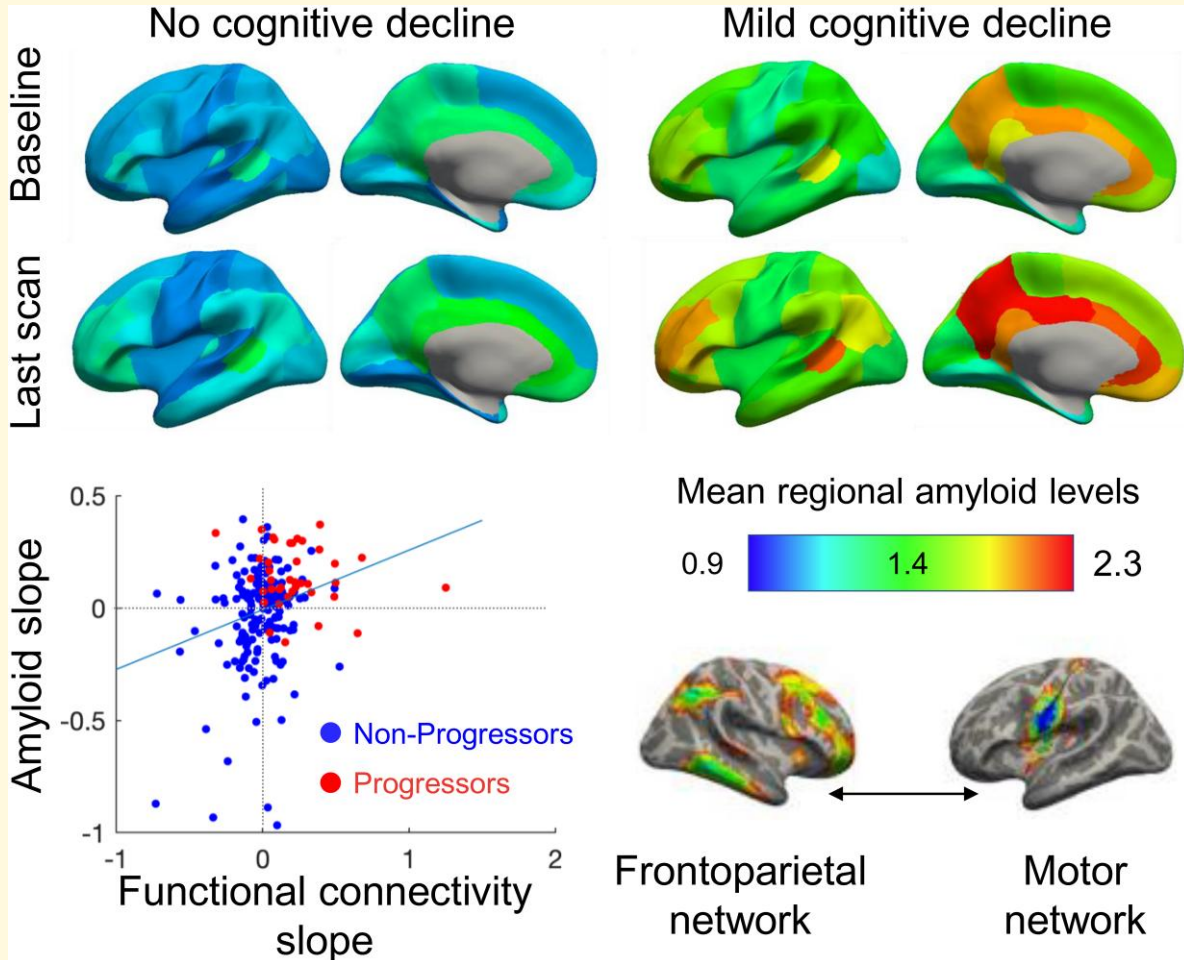 No cognitive decline
Mild cognitive decline
Baseline
Last scan
Mean regional amyloid levels
0.9
1.4
2.3
0.5
0
-0.5
-1
Amyloid slope
Non-Progressors
Progressors
-1
0
1
2
Functional connectivity
slope
Frontoparietal
network
Motor
network